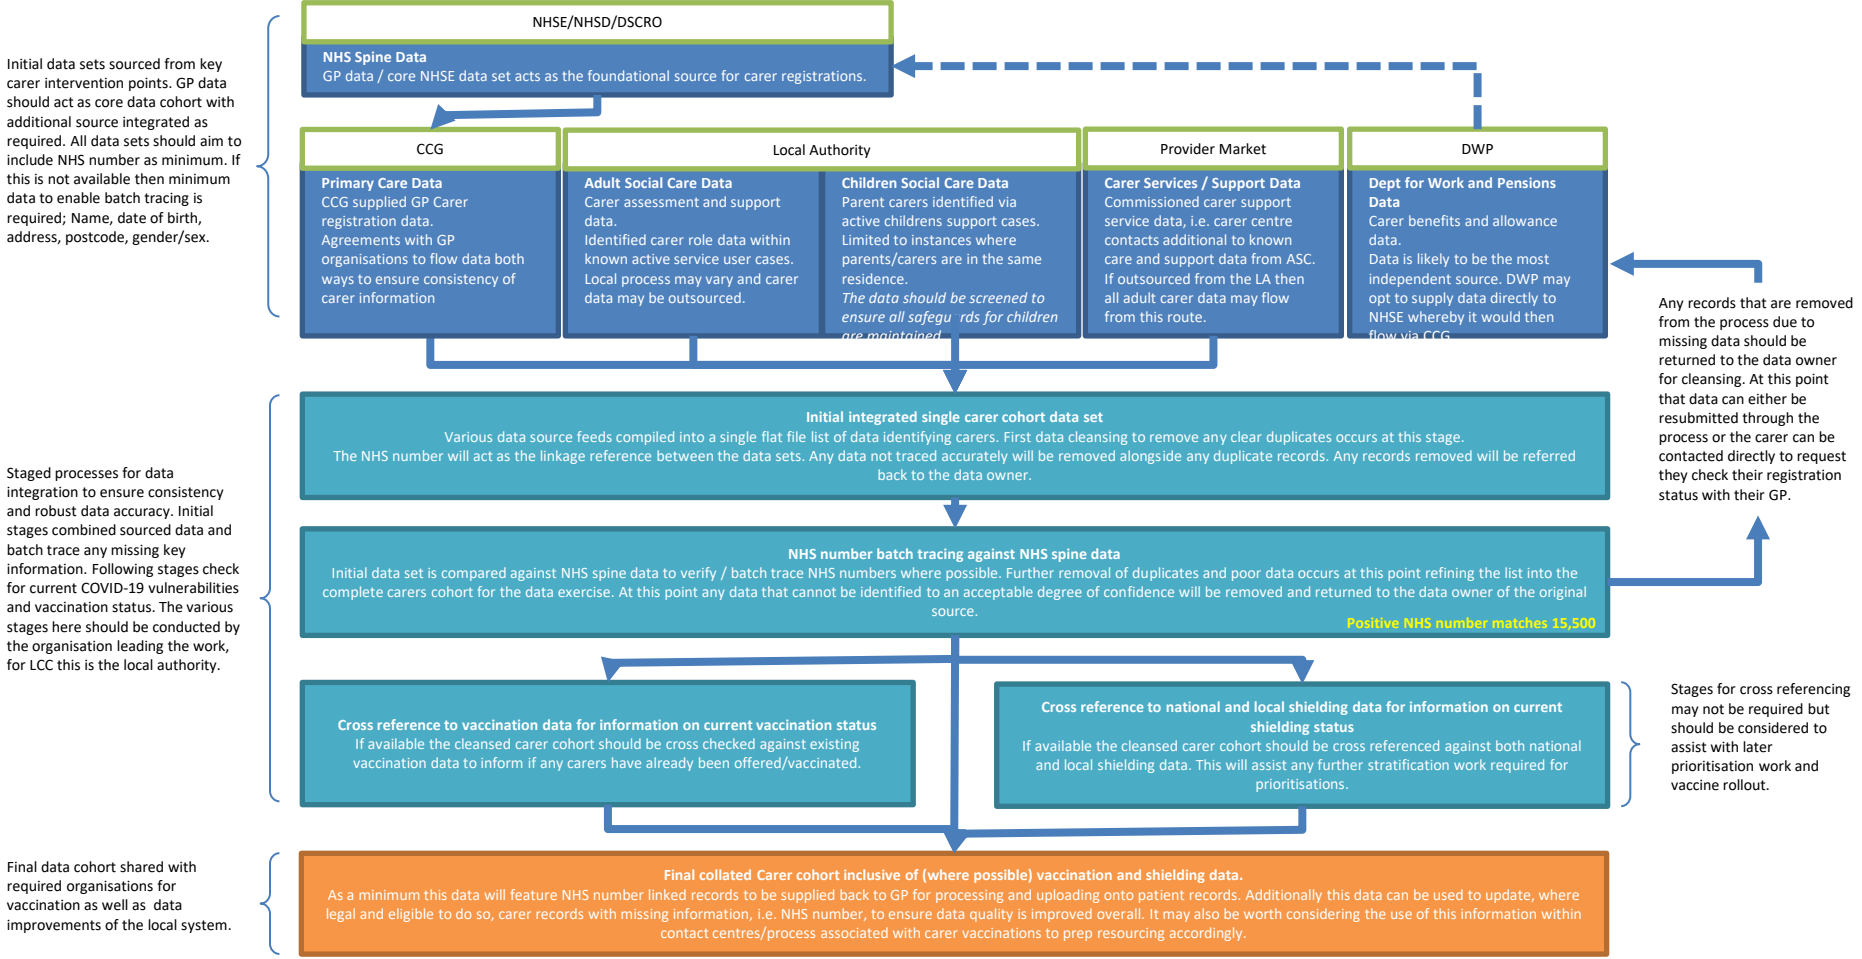 NHSE/NHSD/DSCRO
NHS Spine Data
GP data / core NHSE data set acts as the foundational source for carer registrations.
Initial data sets sourced from key
carer intervention points. GP data
should act as core data cohort with
additional source integrated as
required. All data sets should aim to
include NHS number as minimum. If
this is not available then minimum
data to enable batch tracing is
required; Name, date of birth,
address, postcode, gender/sex.
CCG
Primary Care Data
CCG supplied GP Carer
registration data.
Agreements with GP
organisations to flow data both
ways to ensure consistency of
carer information
Local Authority
Adult Social Care Data
Carer assessment and support
data.
Identified carer role data within
known active service user cases.
Local process may vary and carer
data may be outsourced.
Children Social Care Data
Parent carers identified via
active childrens support cases.
Limited to instances where
parents/carers are in the same
residence.
The data should be screened to
ensure all safeguards for children
are maintained
Provider Market
Carer Services / Support Data
Commissioned carer support
service data, i.e. carer centre
contacts additional to known
care and support data from ASC.
If outsourced from the LA then
all adult carer data may flow
from this route.
DWP
Dept for Work and Pensions
Data
Carer benefits and allowance
data.
Data is likely to be the most
independent source. DWP may
opt to supply data directly to
NHSE whereby it would then
flow via CCG
Any records that are removed
from the process due to
missing data should be
returned to the data owner
for cleansing. At this point
that data can either be
resubmitted through the
process or the carer can be
contacted directly to request
they check their registration
status with their GP.
Staged processes for data
integration to ensure consistency
and robust data accuracy. Initial
stages combined sourced data and
batch trace any missing key
information. Following stages check
for current COVID-19 vulnerabilities
and vaccination status. The various
stages here should be conducted by
the organisation leading the work,
for LCC this is the local authority.
Initial integrated single carer cohort data set
Various data source feeds compiled into a single flat file list of data identifying carers. First data cleansing to remove any clear duplicates occurs at this stage.
The NHS number will act as the linkage reference between the data sets. Any data not traced accurately will be removed alongside any duplicate records. Any records removed will be referred
back to the data owner.
NHS number batch tracing against NHS spine data
Initial data set is compared against NHS spine data to verify / batch trace NHS numbers where possible. Further removal of duplicates and poor data occurs at this point refining the list into the
complete carers cohort for the data exercise. At this point any data that cannot be identified to an acceptable degree of confidence will be removed and returned to the data owner of the original
source.
Positive NHS number matches 15,500
Cross reference to vaccination data for information on current vaccination status
If available the cleansed carer cohort should be cross checked against existing
vaccination data to inform if any carers have already been offered/vaccinated.
Cross reference to national and local shielding data for information on current
shielding status
If available the cleansed carer cohort should be cross referenced against both national
and local shielding data. This will assist any further stratification work required for
prioritisations.
Stages for cross referencing
may not be required but
should be considered to
assist with later
prioritisation work and
vaccine rollout.
Final data cohort shared with
required organisations for
vaccination as well as  data
improvements of the local system.
Final collated Carer cohort inclusive of (where possible) vaccination and shielding data.
As a minimum this data will feature NHS number linked records to be supplied back to GP for processing and uploading onto patient records. Additionally this data can be used to update, where
legal and eligible to do so, carer records with missing information, i.e. NHS number, to ensure data quality is improved overall. It may also be worth considering the use of this information within
contact centres/process associated with carer vaccinations to prep resourcing accordingly.